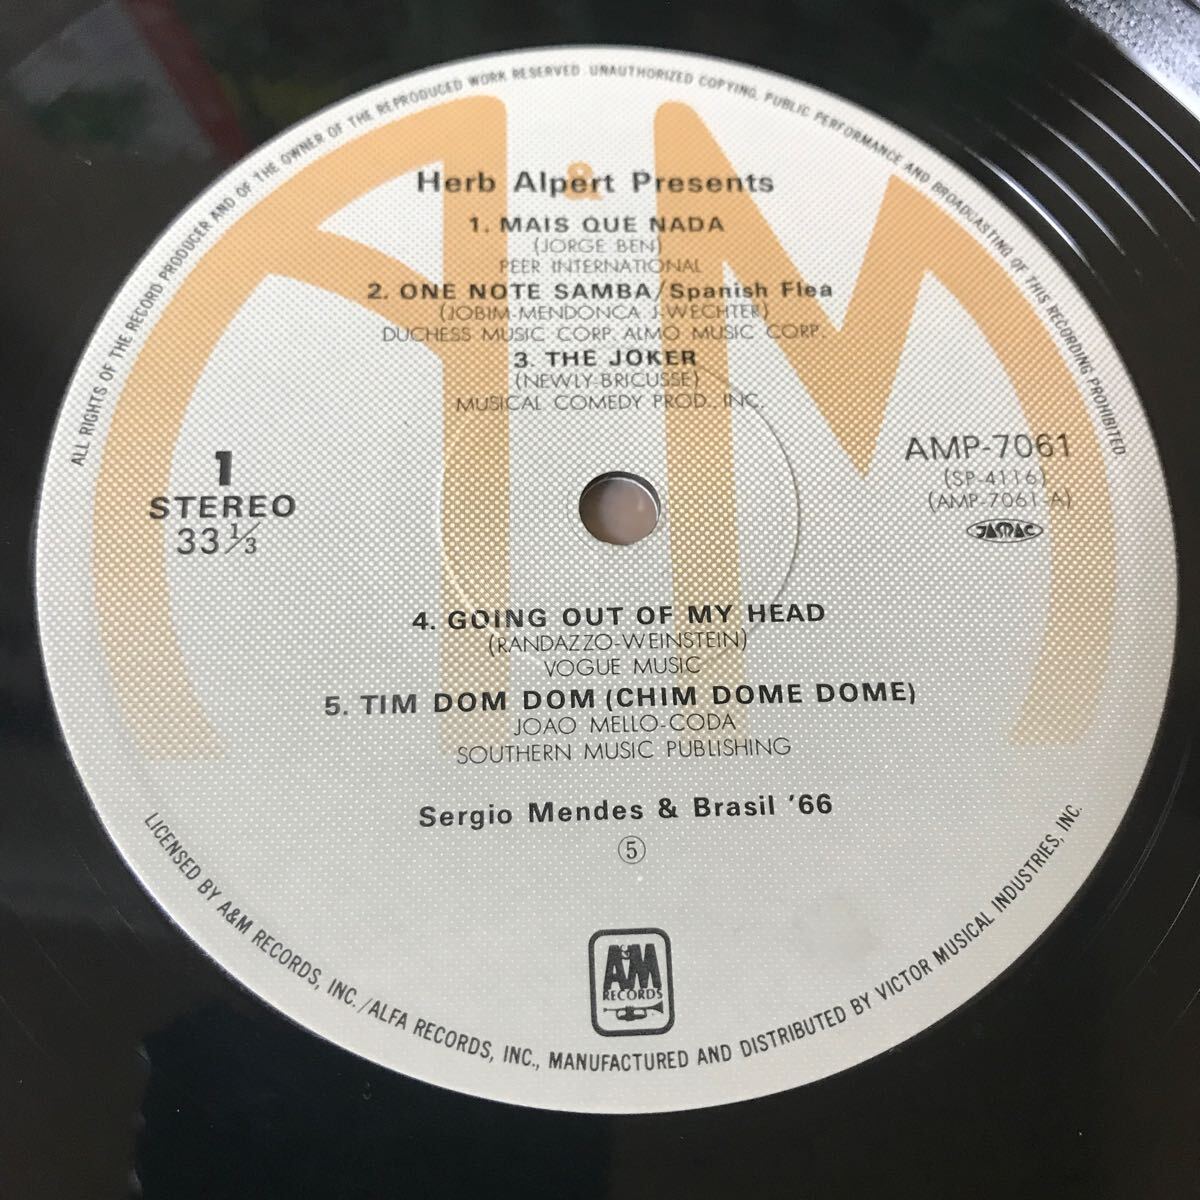 ALL RIGHTS OF THE RECORD PRODUCER AND OF THE OWNER OF THE REPRODUCED WORK RESERVED. UNAUTHORIZED COPYING, PUBLIC PERFORMANCE AND BROADCASTING OF THIS RECORDING PROHIBITED
&
Herb Alpert Presents
1. MAIS QUE NADA
(JORGE BEN)
PEER INTERNATIONAL
2. ONE NOTE SAMBA/Spanish Flea
(JOBIM-MENDONCA J-WECHTER)
DUCHESS MUSIC CORP. ALMO MUSIC CORP.
3. THE JOKER
(NEWLY-BRICUSSE)
MUSICAL COMEDY PROD. INC.
1
STEREO
33 1/3
AMP-7061
(SP-4116)
(AMP-7061-A)
JASRAC
4. GOING OUT OF MY HEAD
(RANDAZZO-WEINSTEIN)
VOGUE MUSIC
5. TIM DOM DOM (CHIM DOME DOME)
JOAO MELLO-CODA
SOUTHERN MUSIC PUBLISHING
Sergio Mendes & Brasil '66
⑤
A&M
RECORDS
LICENSED BY A&M RECORDS, INC./ALFA RECORDS, INC., MANUFACTURED AND DISTRIBUTED BY VICTOR MUSICAL INDUSTRIES, INC.